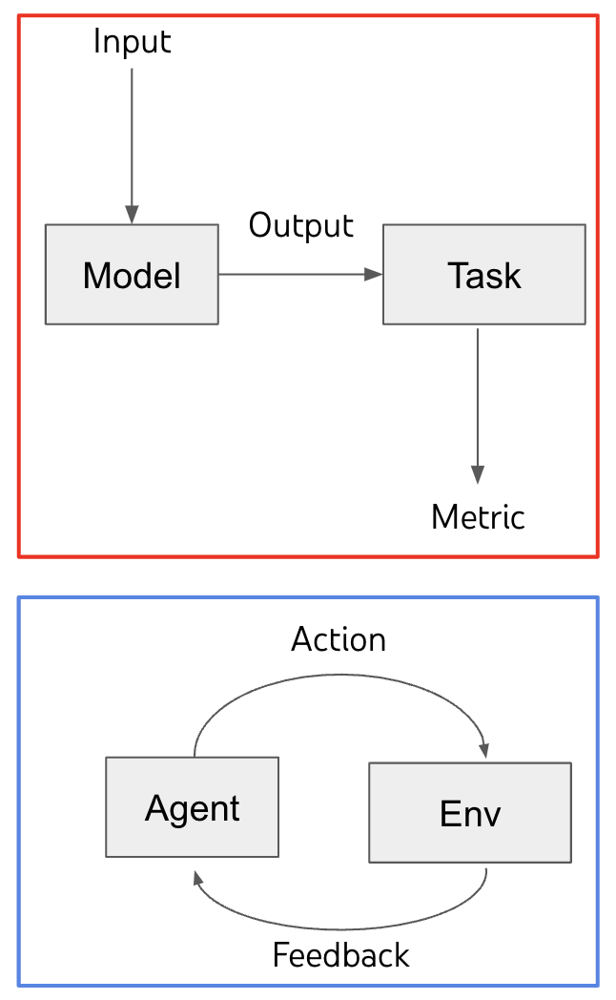 Input
Output
Model
Task
Metric
Action
Agent
Env
Feedback